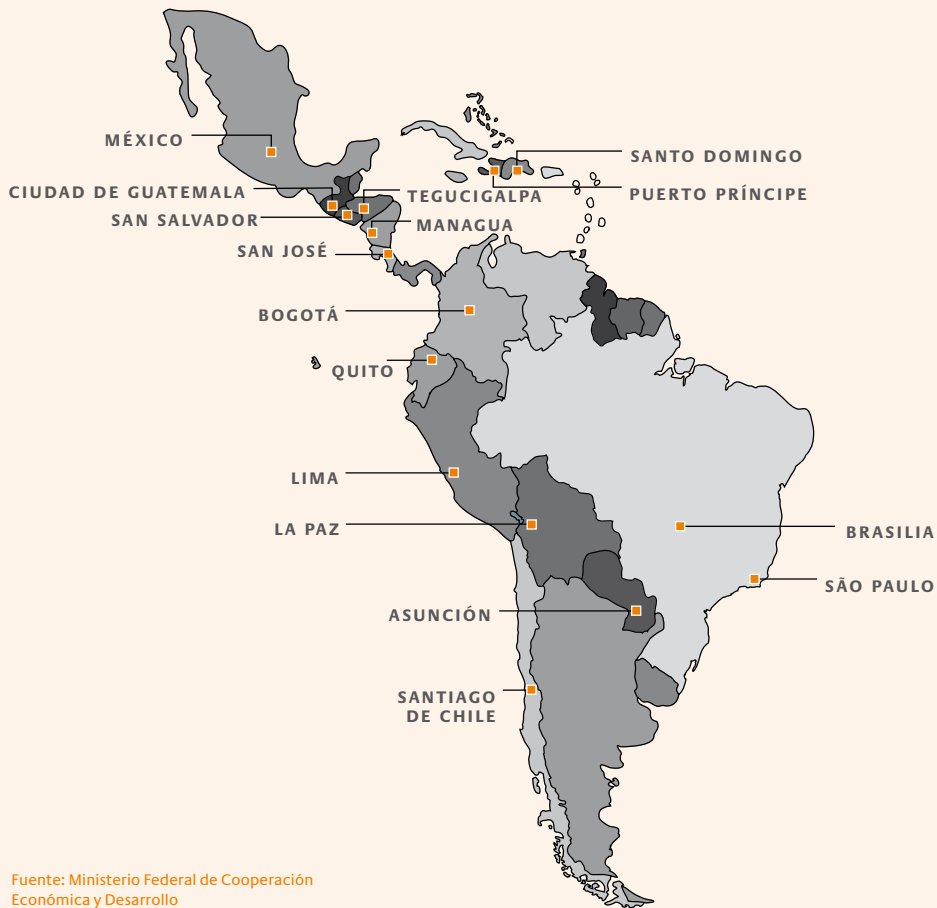 MÉXICO
SANTO DOMINGO
CIUDAD DE GUATEMALA
TEGUCIGALPA
PUERTO PRÍNCIPE
SAN SALVADOR
MANAGUA
SAN JOSÉ
BOGOTÁ
QUITO
LIMA
LA PAZ
BRASILIA
SÃO PAULO
ASUNCIÓN
SANTIAGO
DE CHILE
Fuente: Ministerio Federal de Cooperación
Económica y Desarrollo